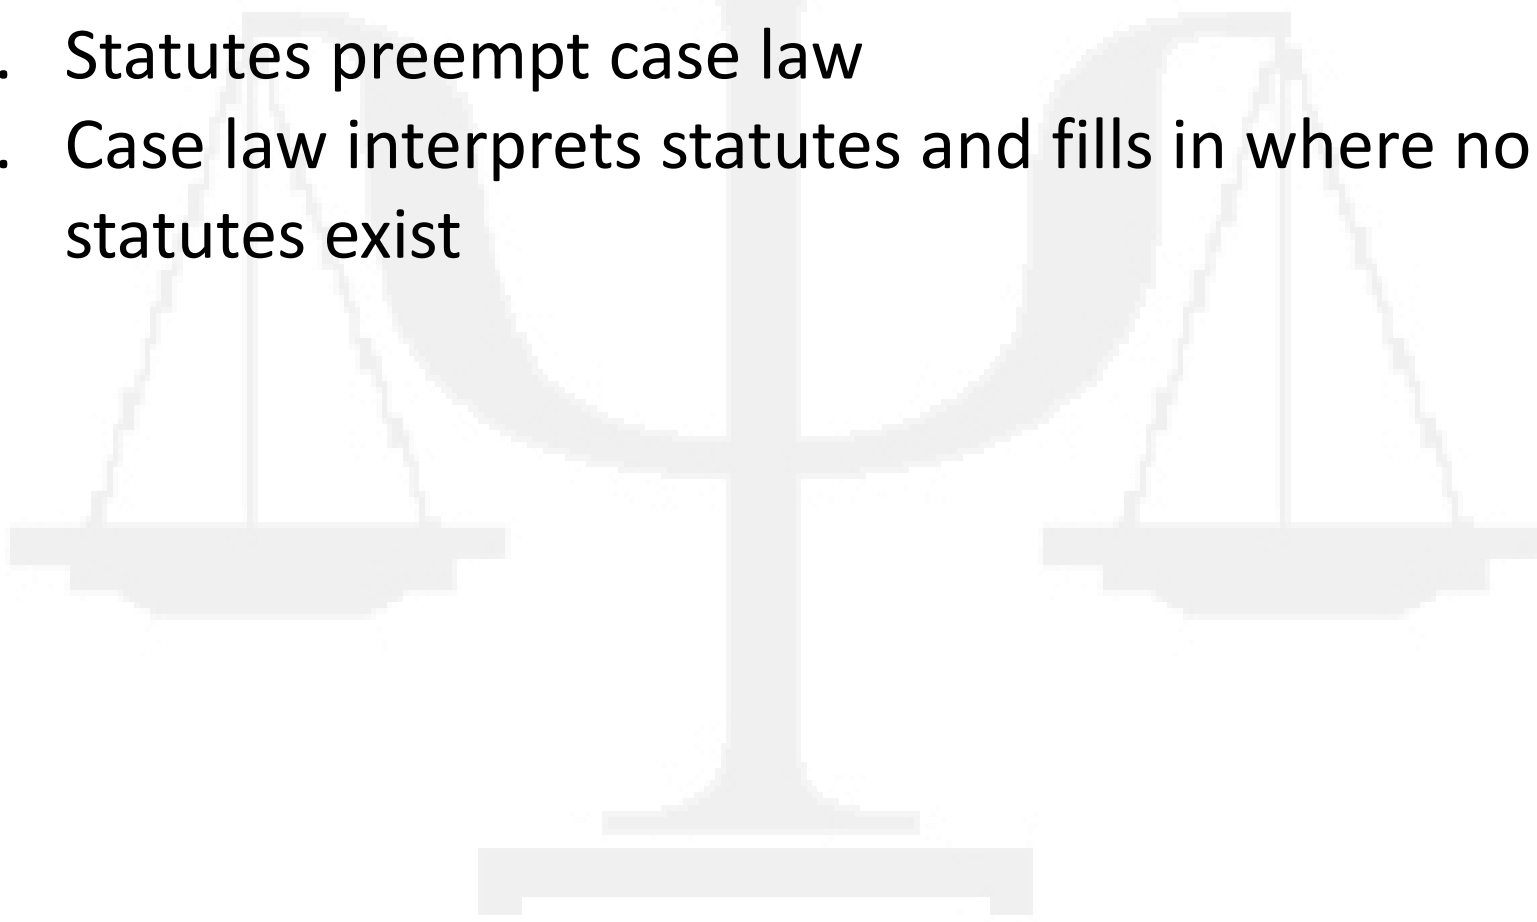 . Statutes preempt case law
. Case law interprets statutes and fills in where no
statutes exist